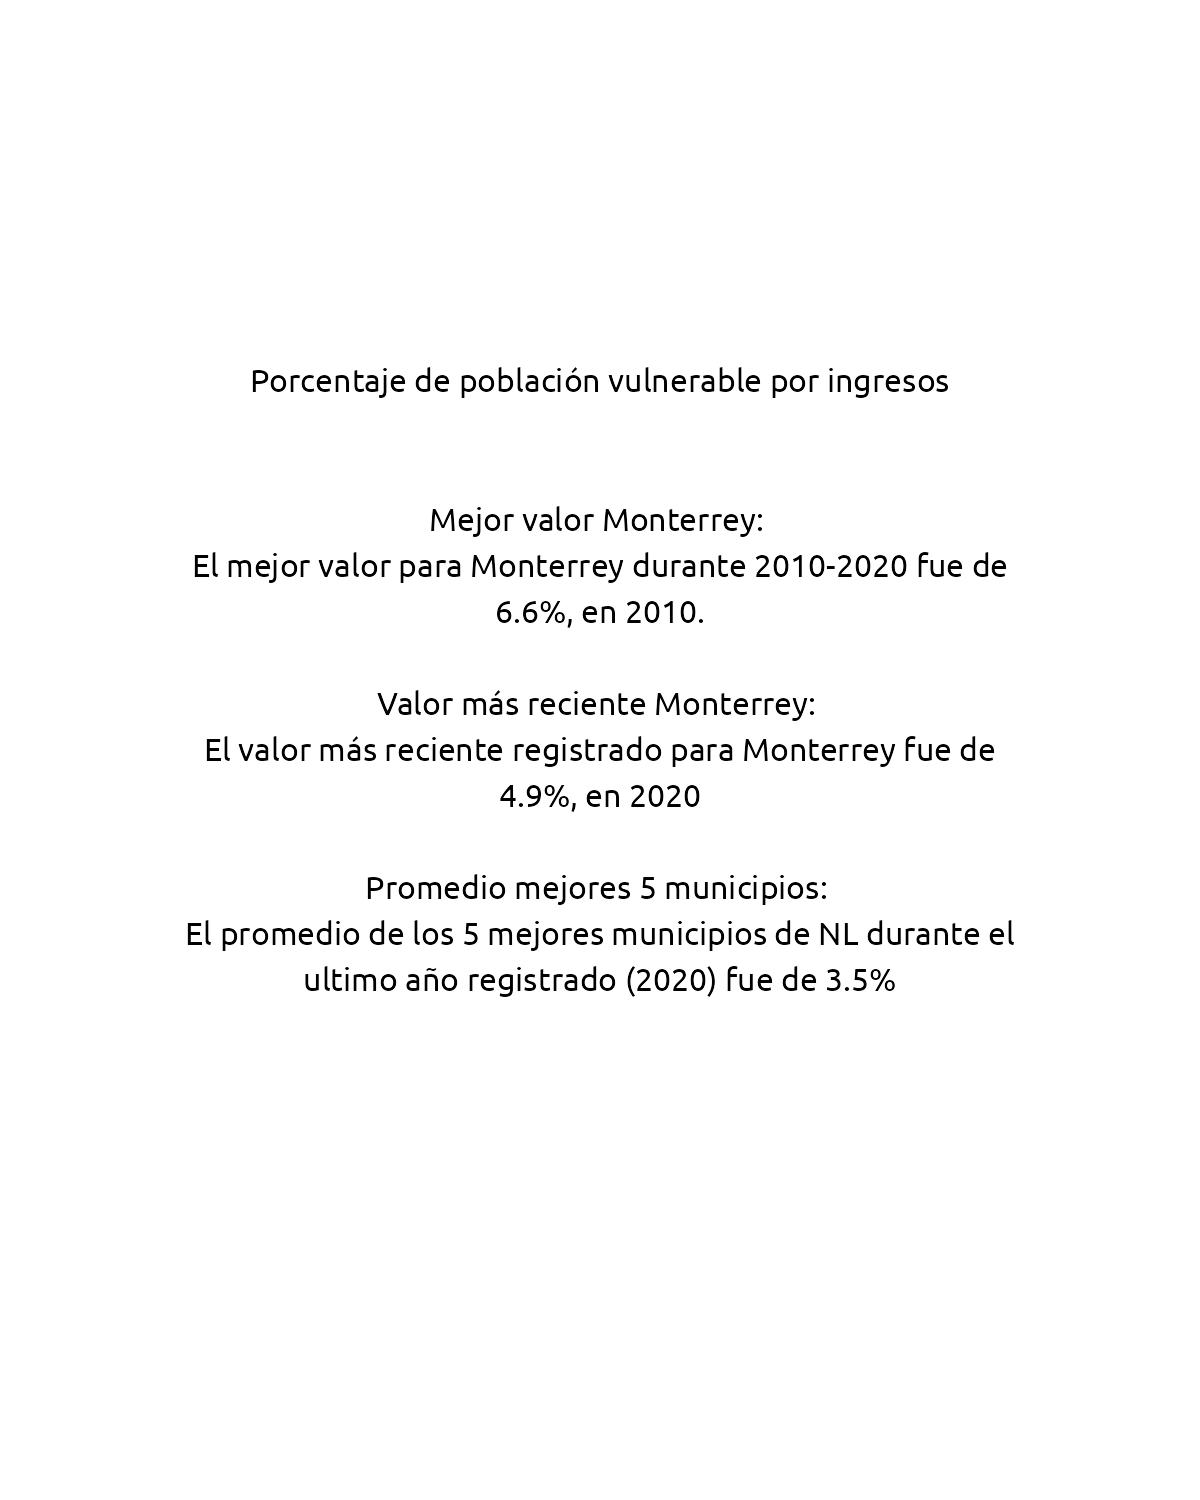 Porcentaje de población vulnerable por ingresos
Mejor valor Monterrey:
El mejor valor para Monterrey durante 2010-2020 fue de
6.6%, en 2010.
Valor más reciente Monterrey:
El valor más reciente registrado para Monterrey fue de
4.9%, en 2020
Promedio mejores 5 municipios:
El promedio de los 5 mejores municipios de NL durante el
ultimo año registrado (2020) fue de 3.5%